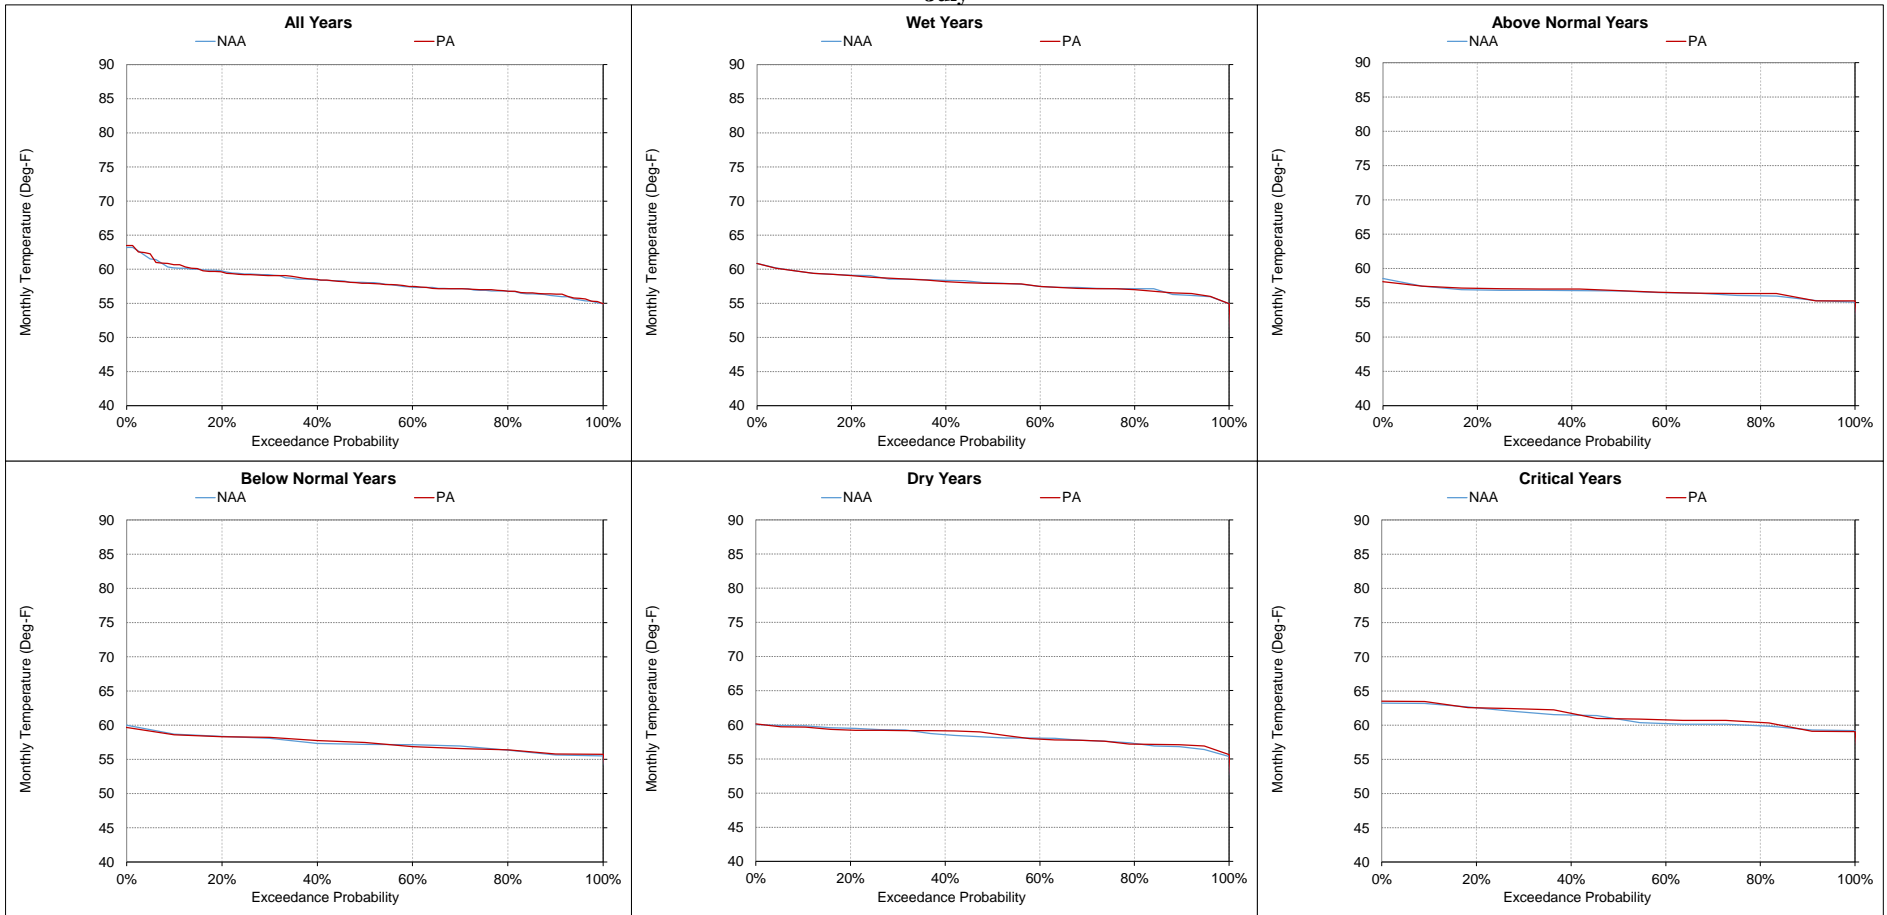 All Years
NAA PA
90
85
80
75
70
65
60
55
50
45
40
Monthly Temperature (Deg-F)
0% 20% 40% 60% 80% 100%
Exceedance Probability
Wet Years
NAA PA
90
85
80
75
70
65
60
55
50
45
40
Monthly Temperature (Deg-F)
0% 20% 40% 60% 80% 100%
Exceedance Probability
Above Normal Years
NAA PA
90
85
80
75
70
65
60
55
50
45
40
Monthly Temperature (Deg-F)
0% 20% 40% 60% 80% 100%
Exceedance Probability
Below Normal Years
NAA PA
90
85
80
75
70
65
60
55
50
45
40
Monthly Temperature (Deg-F)
0% 20% 40% 60% 80% 100%
Exceedance Probability
Dry Years
NAA PA
90
85
80
75
70
65
60
55
50
45
40
Monthly Temperature (Deg-F)
0% 20% 40% 60% 80% 100%
Exceedance Probability
Critical Years
NAA PA
90
85
80
75
70
65
60
55
50
45
40
Monthly Temperature (Deg-F)
0% 20% 40% 60% 80% 100%
Exceedance Probability